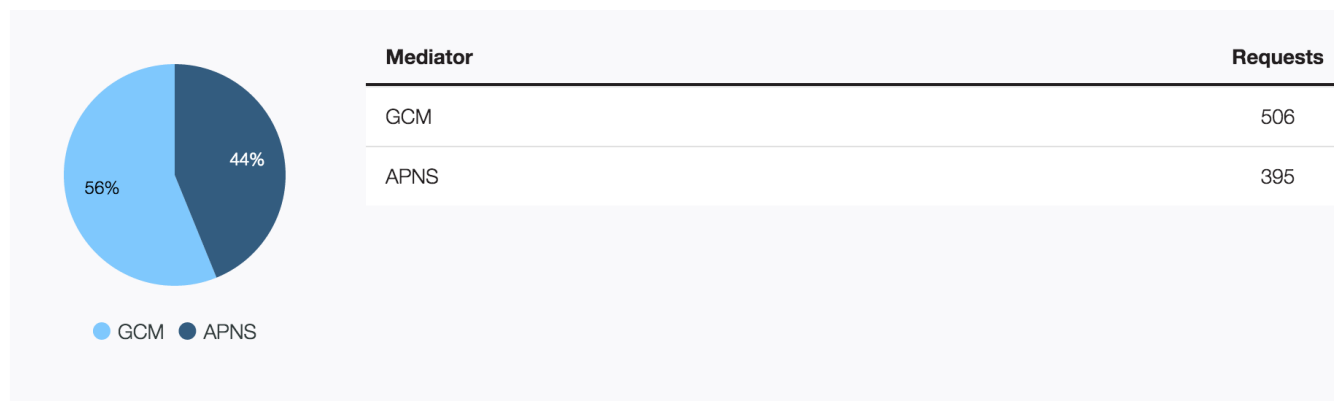 Mediator Requests
GCM 506
APNS 395
44%
56%
GCM APNS